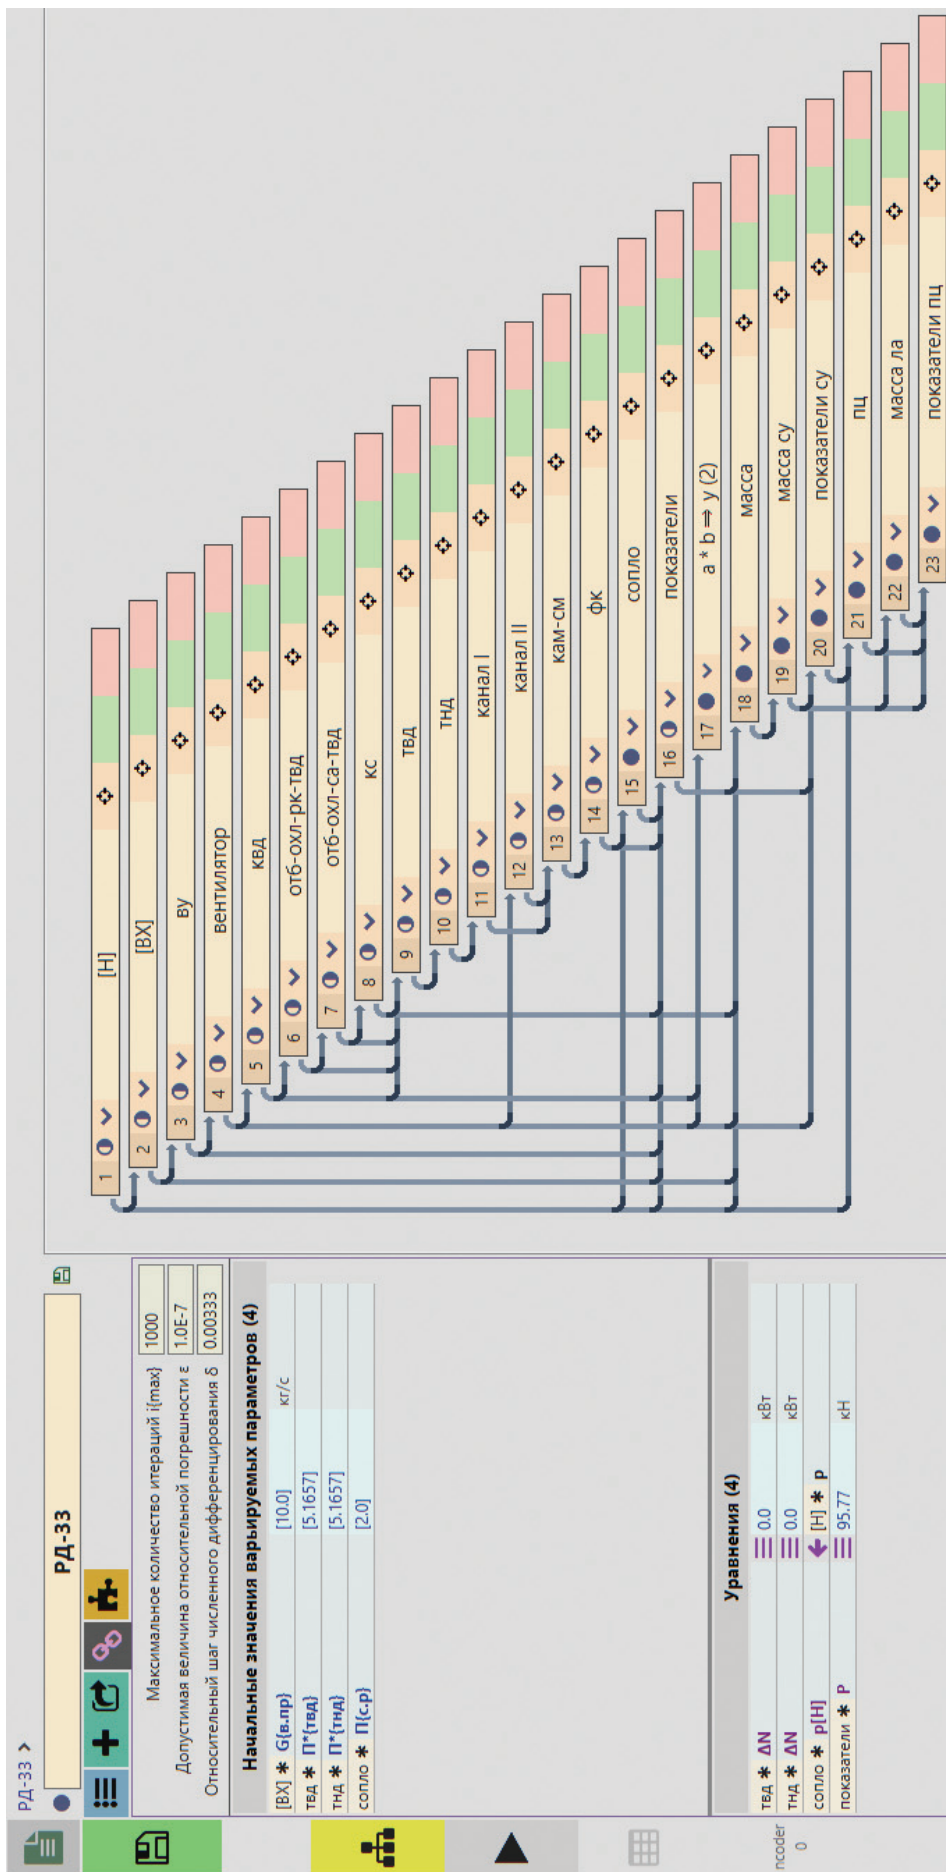 РД-33 >
РД-33
Максимальное количество итераций i{max} 1000
Допустимая величина относительной погрешности ε 1.0E-7
Относительный шаг численного дифференцирования δ 0.00333
Начальные значения варьируемых параметров (4)
[ВХ] ✱ G{в.пр} [10.0] кг/с
твд ✱ П*{твд} [5.1657]
тнд ✱ П*{тнд} [5.1657]
сопло ✱ П{с.р} [2.0]
Уравнения (4)
твд ✱ ΔN 0.0 кВт
тнд ✱ ΔN 0.0 кВт
сопло ✱ p[H] ← [H] ✱ p
показатели ✱ P 95.77 кН
ncoder
0
1 [H]
2 [ВХ]
3 ву
4 вентилятор
5 квд
6 отб-охл-рк-твд
7 отб-охл-са-твд
8 кс
9 твд
10 тнд
11 канал I
12 канал II
13 кам-см
14 фк
15 сопло
16 показатели
17 a * b ⇒ y (2)
18 масса
19 масса су
20 показатели су
21 пц
22 масса ла
23 показатели пц